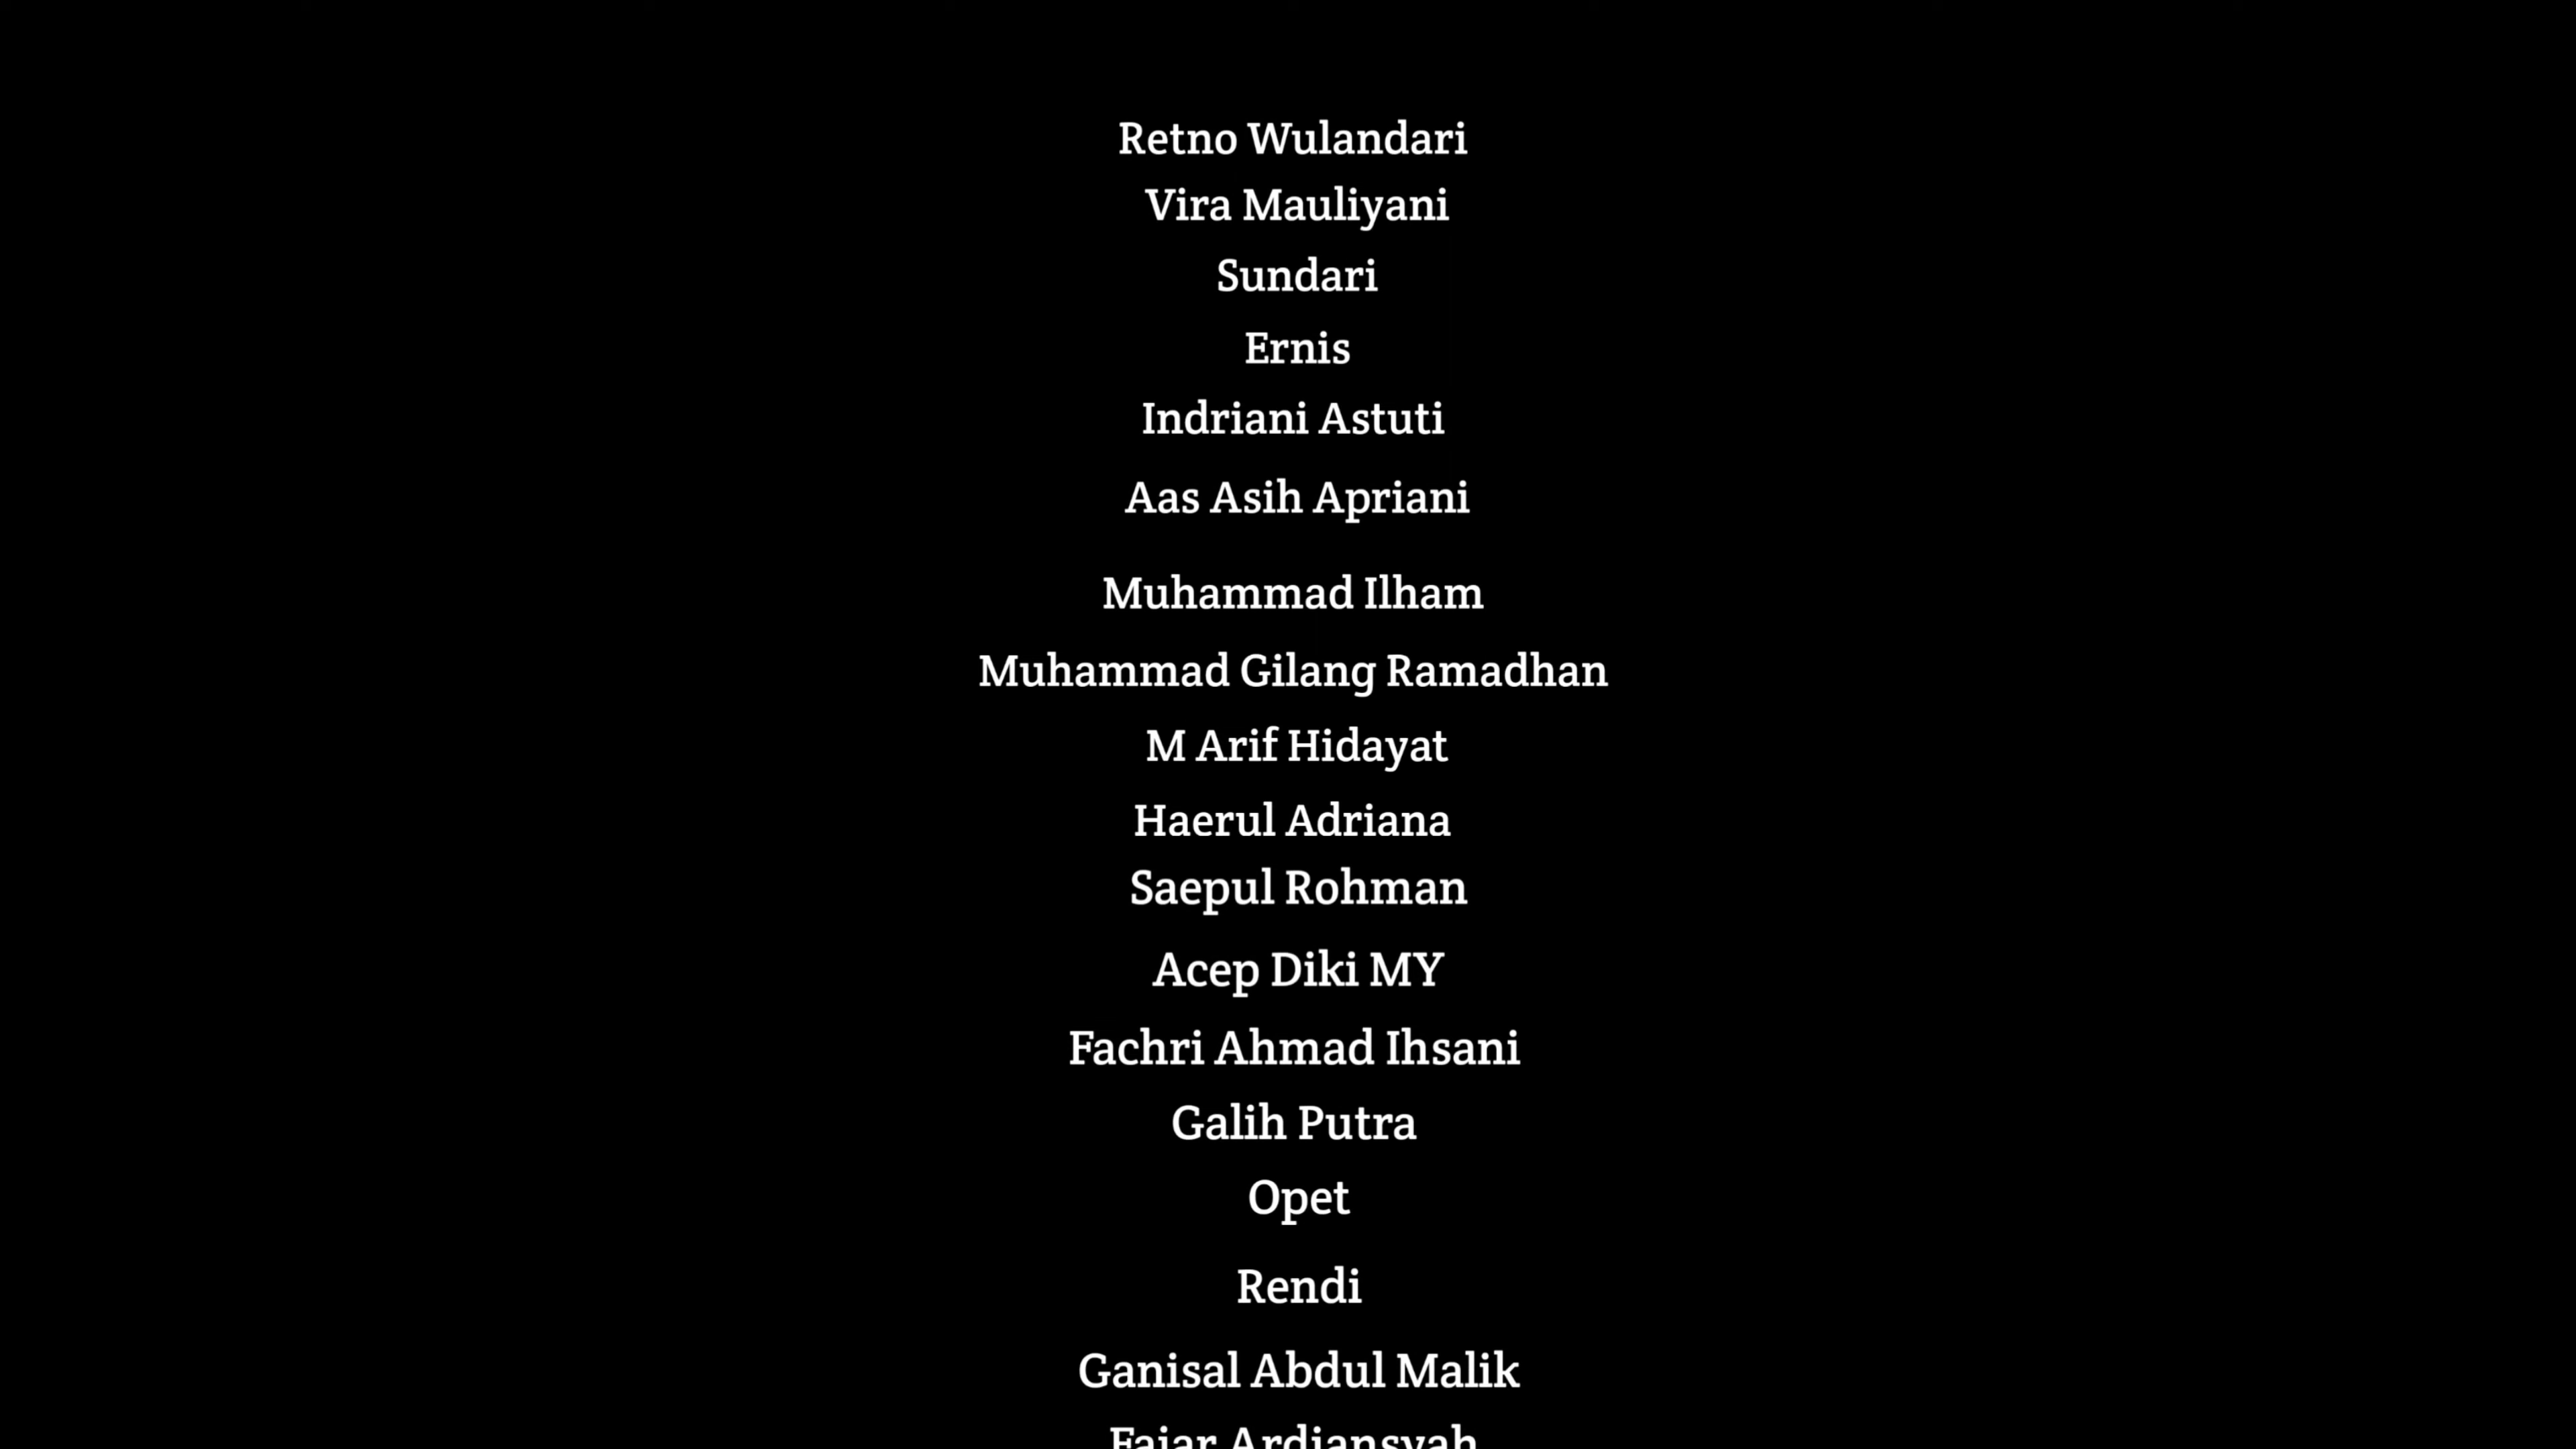 Retno Wulandari
Vira Mauliyani
Sundari
Ernis
Indriani Astuti
Aas Asih Apriani
Muhammad Ilham
Muhammad Gilang Ramadhan
M Arif Hidayat
Haerul Adriana
Saepul Rohman
Acep Diki MY
Fachri Ahmad Ihsani
Galih Putra
Opet
Rendi
Ganisal Abdul Malik
Fajar Ardiansyah